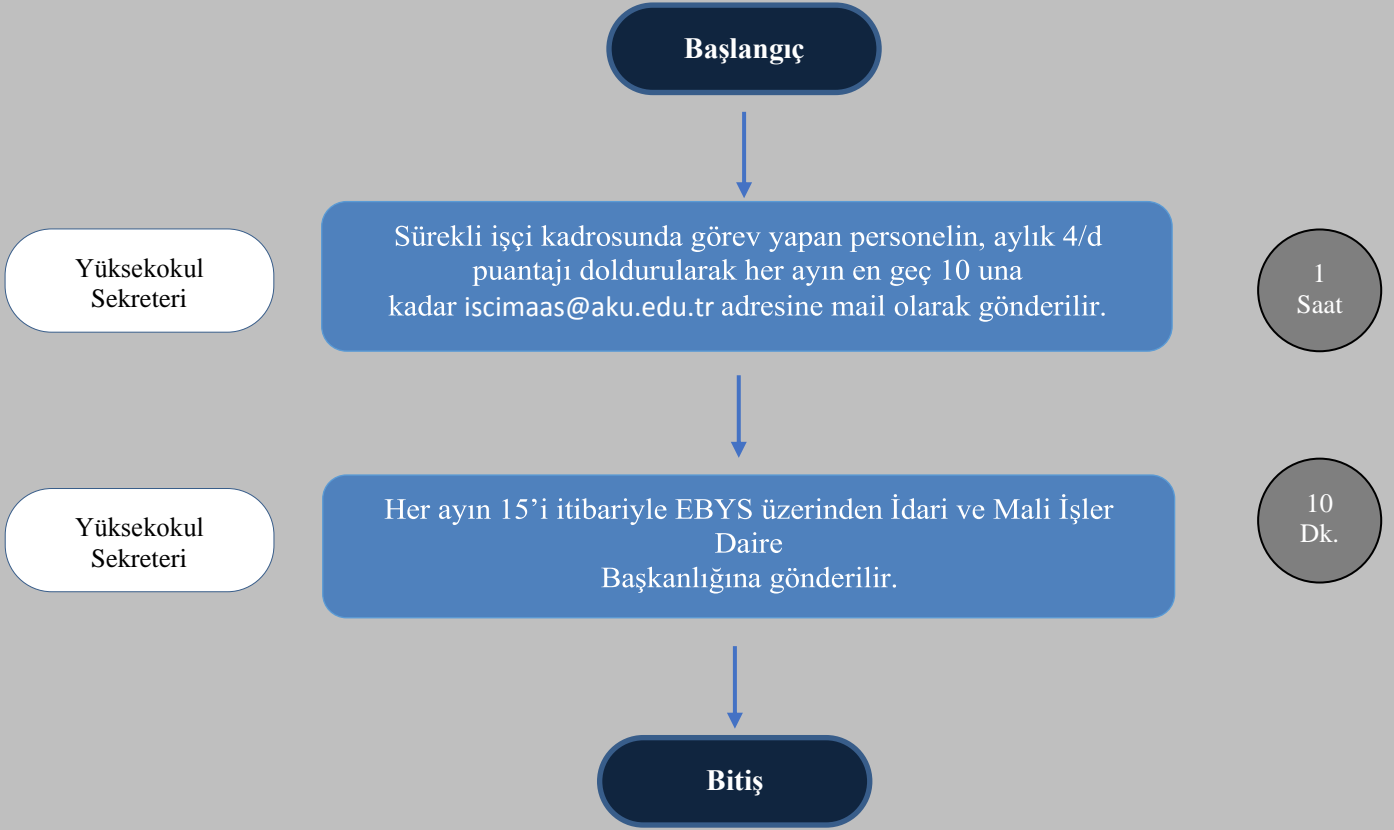 Başlangıç
Yüksekokul
Sekreteri
Sürekli işçi kadrosunda görev yapan personelin, aylık 4/d
puantajı doldurularak her ayın en geç 10 una
kadar iscimaas@aku.edu.tr adresine mail olarak gönderilir.
1
Saat
Yüksekokul
Sekreteri
Her ayın 15’i itibariyle EBYS üzerinden İdari ve Mali İşler
Daire
Başkanlığına gönderilir.
10
Dk.
Bitiş